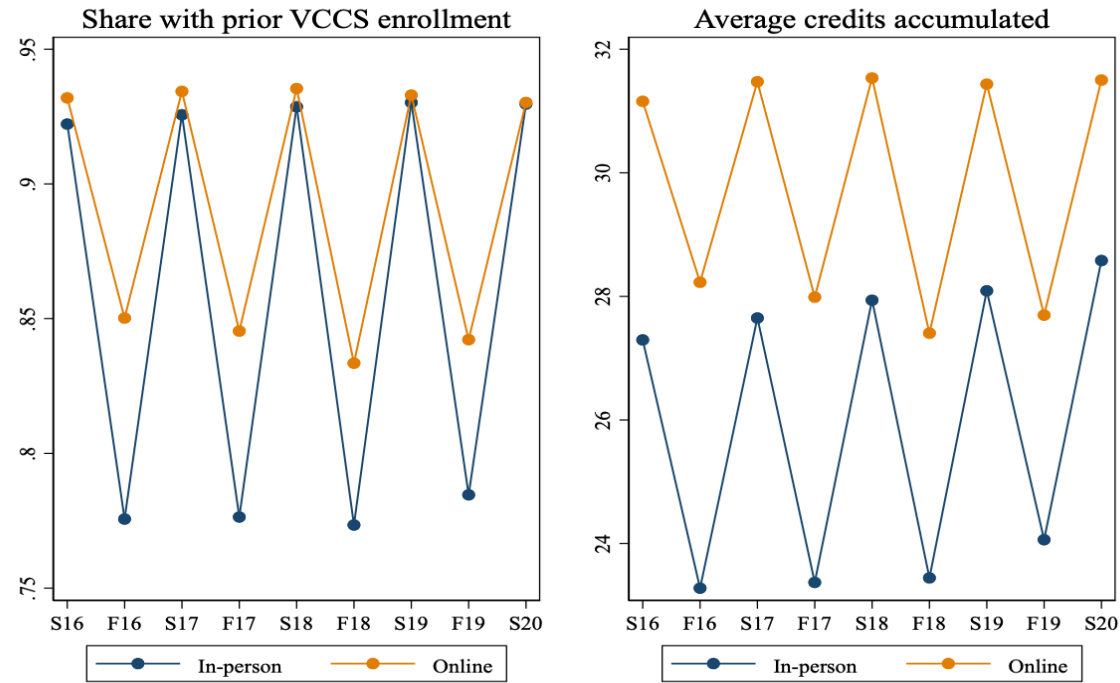 Share with prior VCCS enrollment
.95
.9
.85
.8
.75
S16 F16 S17 F17 S18 F18 S19 F19 S20
In-person Online
Average credits accumulated
32
30
28
26
24
S16 F16 S17 F17 S18 F18 S19 F19 S20
In-person Online